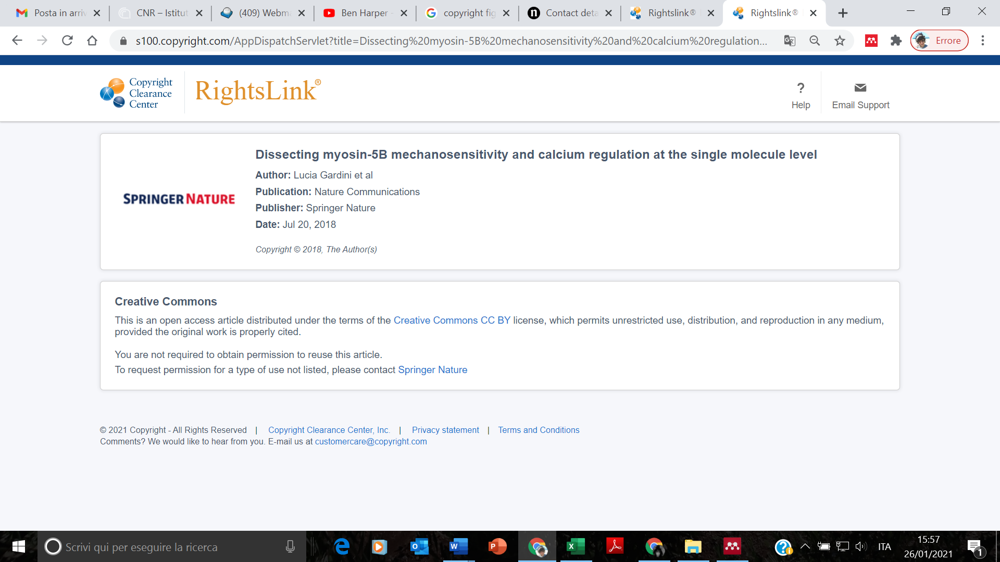 Posta in arriv
CNR – Istitut
(409) Webma
Ben Harper -
copyright fig
Contact deta
Rightslink®
Rightslink®
s100.copyright.com/AppDispatchServlet?title=Dissecting%20myosin-5B%20mechanosensitivity%20and%20calcium%20regulation...
Errore
Copyright
Clearance
Center
RightsLink®
? Help
Email Support
SPRINGER NATURE
Dissecting myosin-5B mechanosensitivity and calcium regulation at the single molecule level
Author: Lucia Gardini et al
Publication: Nature Communications
Publisher: Springer Nature
Date: Jul 20, 2018
Copyright © 2018, The Author(s)
Creative Commons
This is an open access article distributed under the terms of the Creative Commons CC BY license, which permits unrestricted use, distribution, and reproduction in any medium,
provided the original work is properly cited.
You are not required to obtain permission to reuse this article.
To request permission for a type of use not listed, please contact Springer Nature
© 2021 Copyright - All Rights Reserved | Copyright Clearance Center, Inc. | Privacy statement | Terms and Conditions
Comments? We would like to hear from you. E-mail us at customercare@copyright.com
Scrivi qui per eseguire la ricerca
ITA
15:57
26/01/2021
1